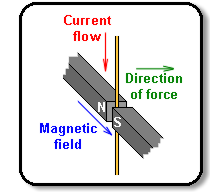 Current
flow
Direction
of force
N
S
Magnetic
field